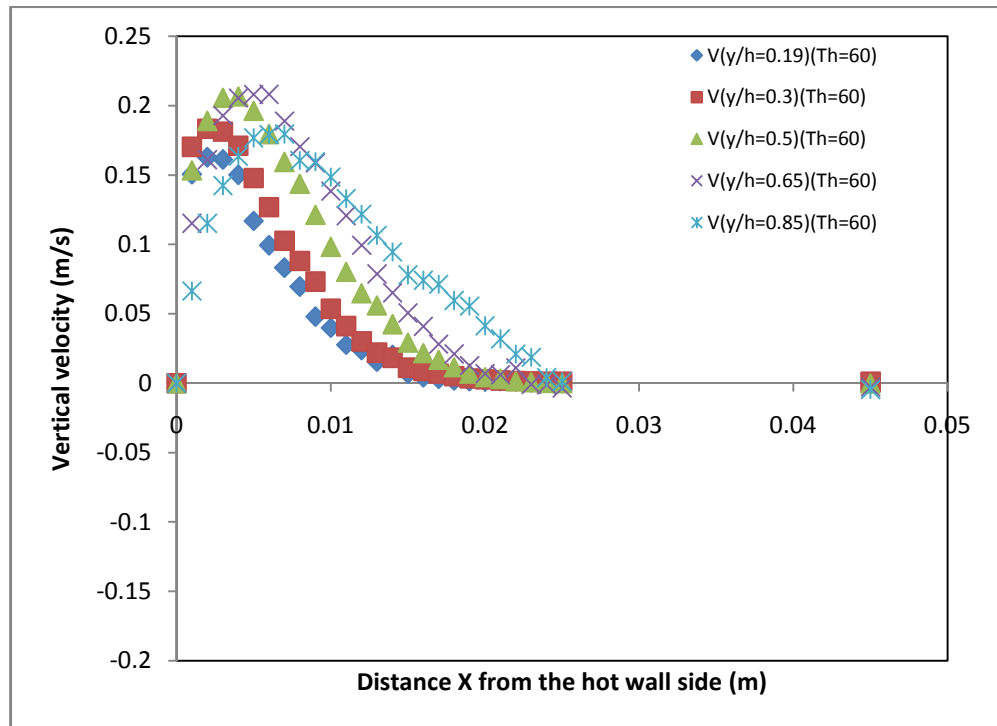 0.25
0.2
0.15
0.1
0.05
0
-0.05
-0.1
-0.15
-0.2
Vertical velocity (m/s)
V(y/h=0.19)(Th=60)
V(y/h=0.3)(Th=60)
V(y/h=0.5)(Th=60)
V(y/h=0.65)(Th=60)
V(y/h=0.85)(Th=60)
0 0.01 0.02 0.03 0.04 0.05
Distance X from the hot wall side (m)